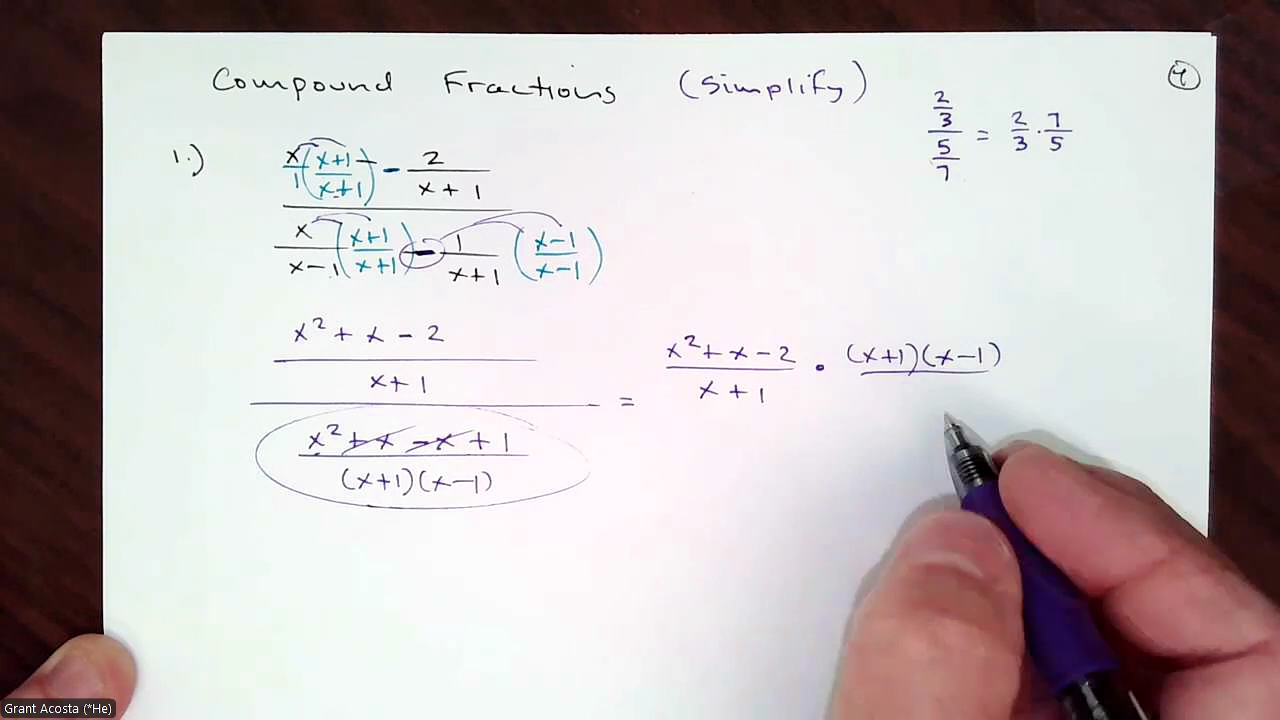 Compound Fractions (Simplify)
4
2/3 / 5/7 = 2/3 · 7/5
1.)
x/1 (x+1/x+1) - 2/x+1
x/x-1 (x+1/x+1) - 1/x+1 (x-1/x-1)
x² + x - 2
x+1
x² + x - x + 1
(x+1)(x-1)
=
x² + x - 2 · (x+1)(x-1)
x + 1
Grant Acosta (*He)